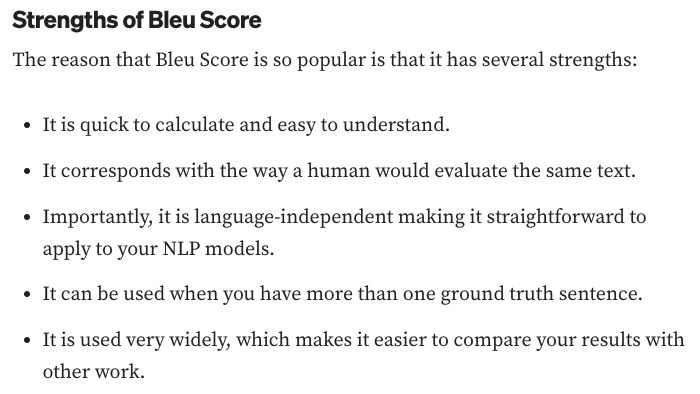 Strengths of Bleu Score
The reason that Bleu Score is so popular is that it has several strengths:
• It is quick to calculate and easy to understand.
• It corresponds with the way a human would evaluate the same text.
• Importantly, it is language-independent making it straightforward to
apply to your NLP models.
• It can be used when you have more than one ground truth sentence.
• It is used very widely, which makes it easier to compare your results with
other work.